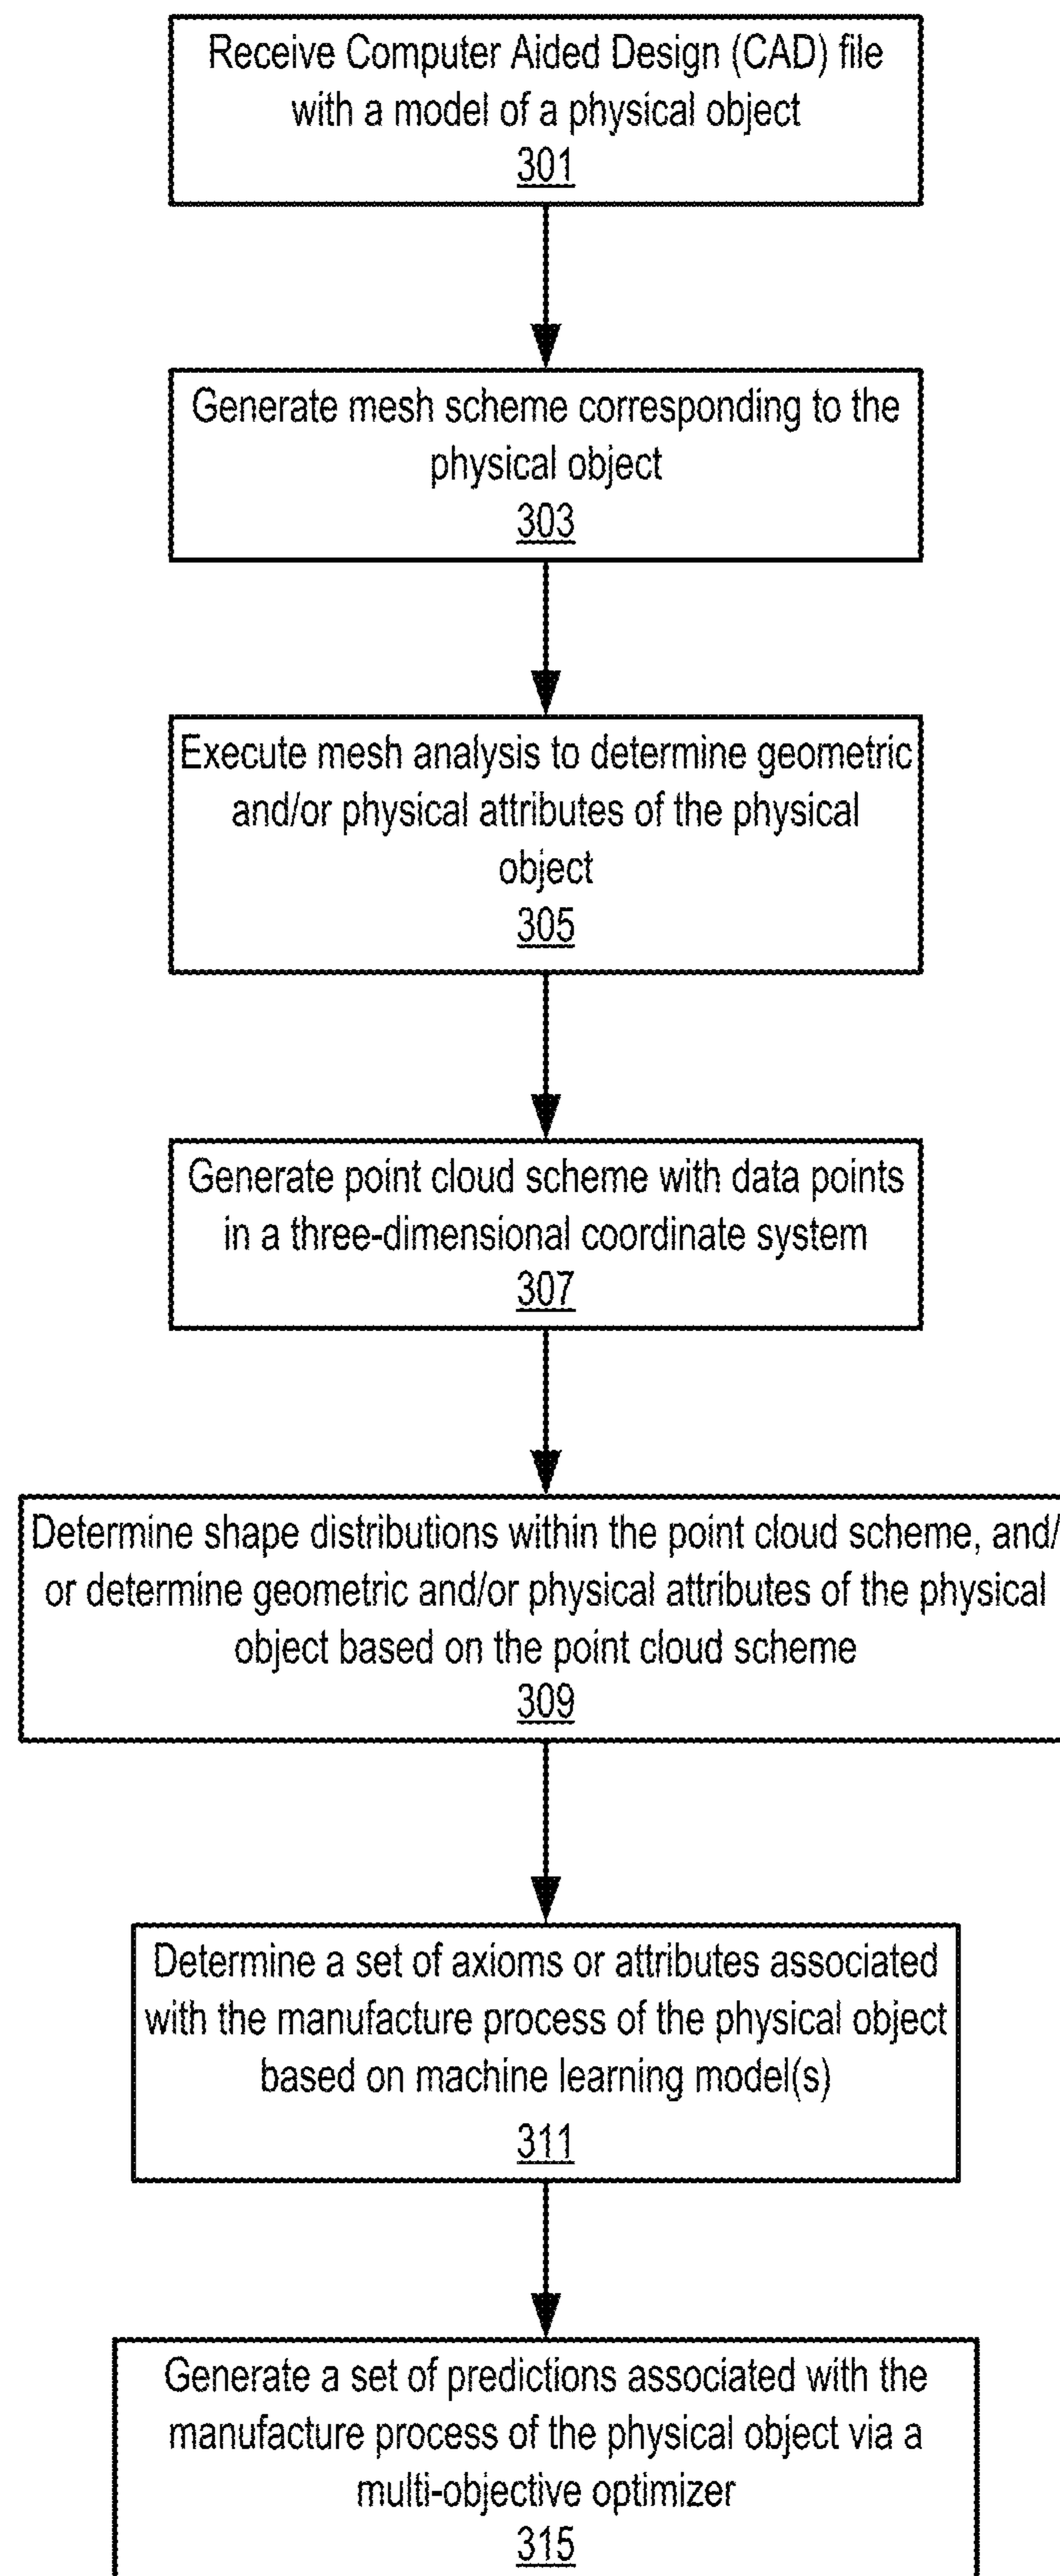 Receive Computer Aided Design (CAD) file
with a model of a physical object
301
Generate mesh scheme corresponding to the
physical object
303
Execute mesh analysis to determine geometric
and/or physical attributes of the physical
object
305
Generate point cloud scheme with data points
in a three-dimensional coordinate system
307
Determine shape distributions within the point cloud scheme, and/
or determine geometric and/or physical attributes of the physical
object based on the point cloud scheme
309
Determine a set of axioms or attributes associated
with the manufacture process of the physical object
based on machine learning model(s)
311
Generate a set of predictions associated with the
manufacture process of the physical object via a
multi-objective optimizer
315